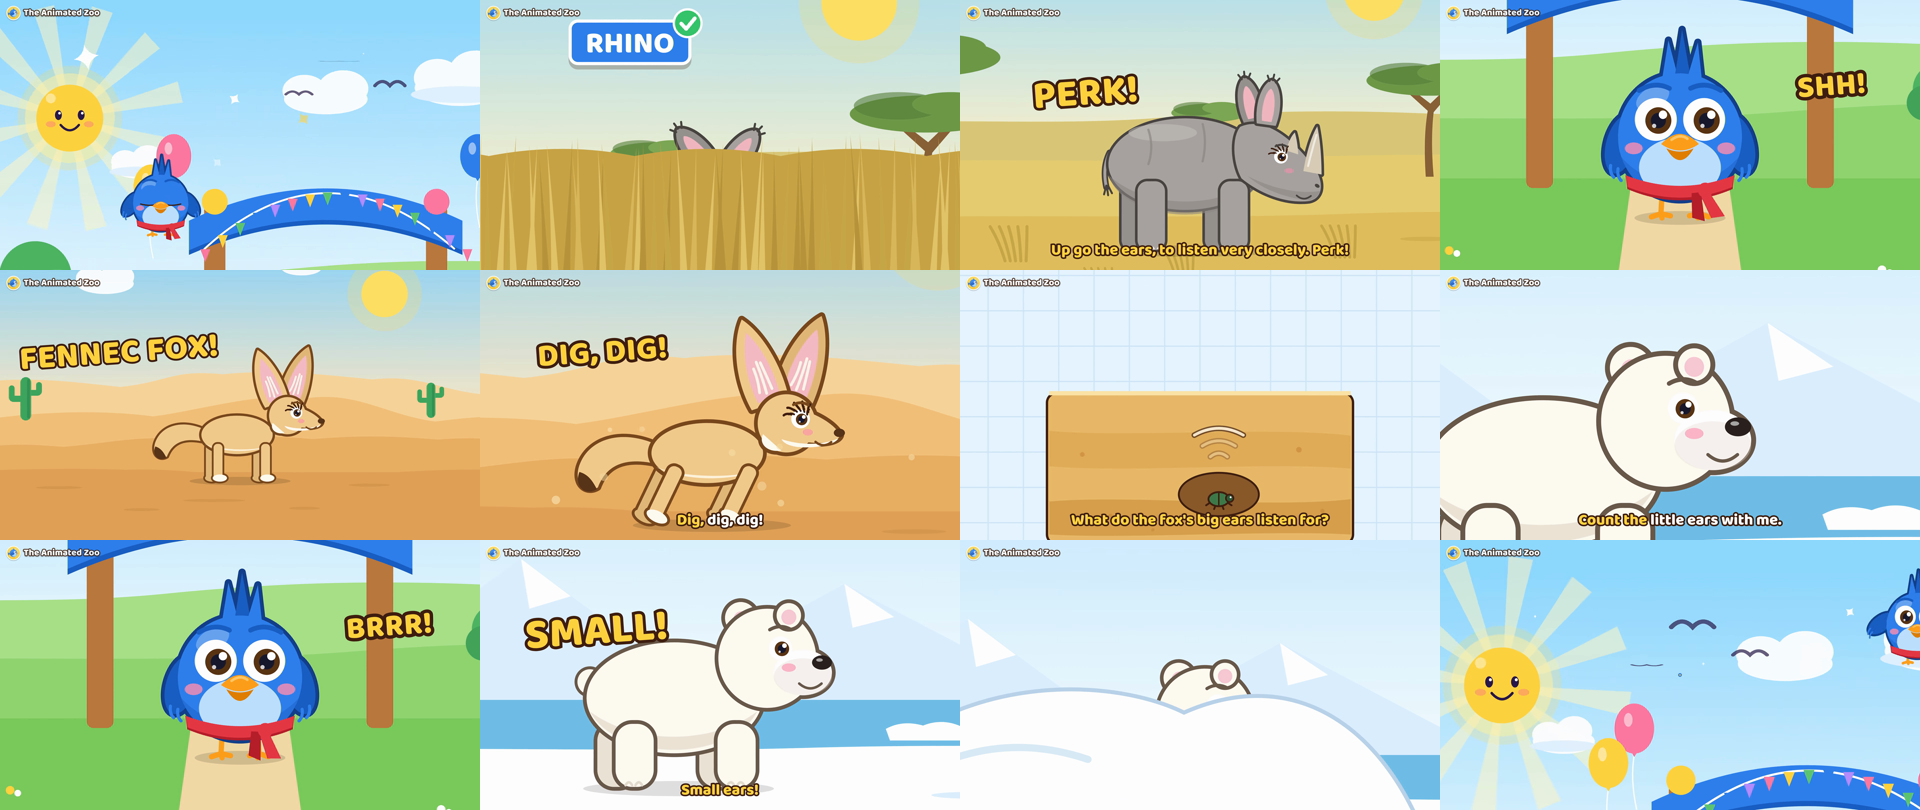 The Animated Zoo
The Animated Zoo
RHINO
The Animated Zoo
PERK!
Up go the ears, to listen very closely. Perk!
The Animated Zoo
SHH!
The Animated Zoo
FENNEC FOX!
The Animated Zoo
DIG, DIG!
Dig, dig, dig!
The Animated Zoo
What do the fox's big ears listen for?
The Animated Zoo
Count the little ears with me.
The Animated Zoo
BRRR!
The Animated Zoo
SMALL!
Small ears!
The Animated Zoo
The Animated Zoo